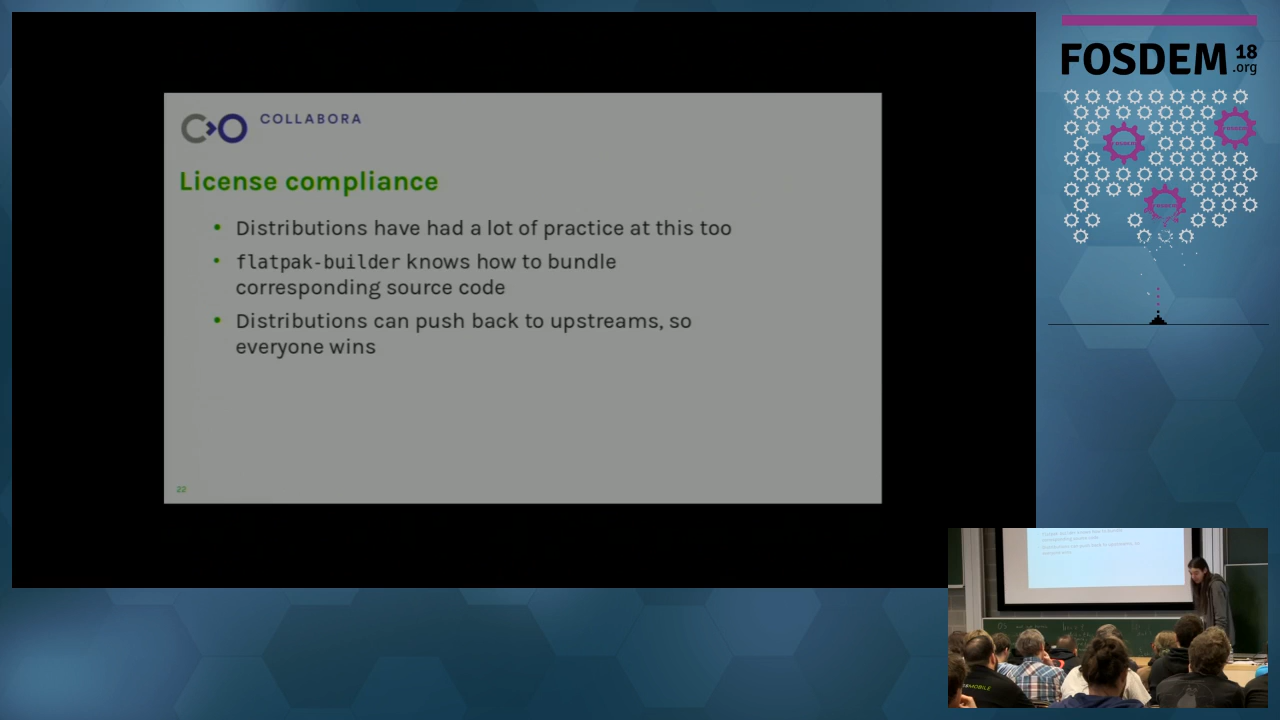 COLLABORA
License compliance
• Distributions have had a lot of practice at this too
• flatpak-builder knows how to bundle
corresponding source code
• Distributions can push back to upstreams, so
everyone wins
22
FOSDEM 18
.org